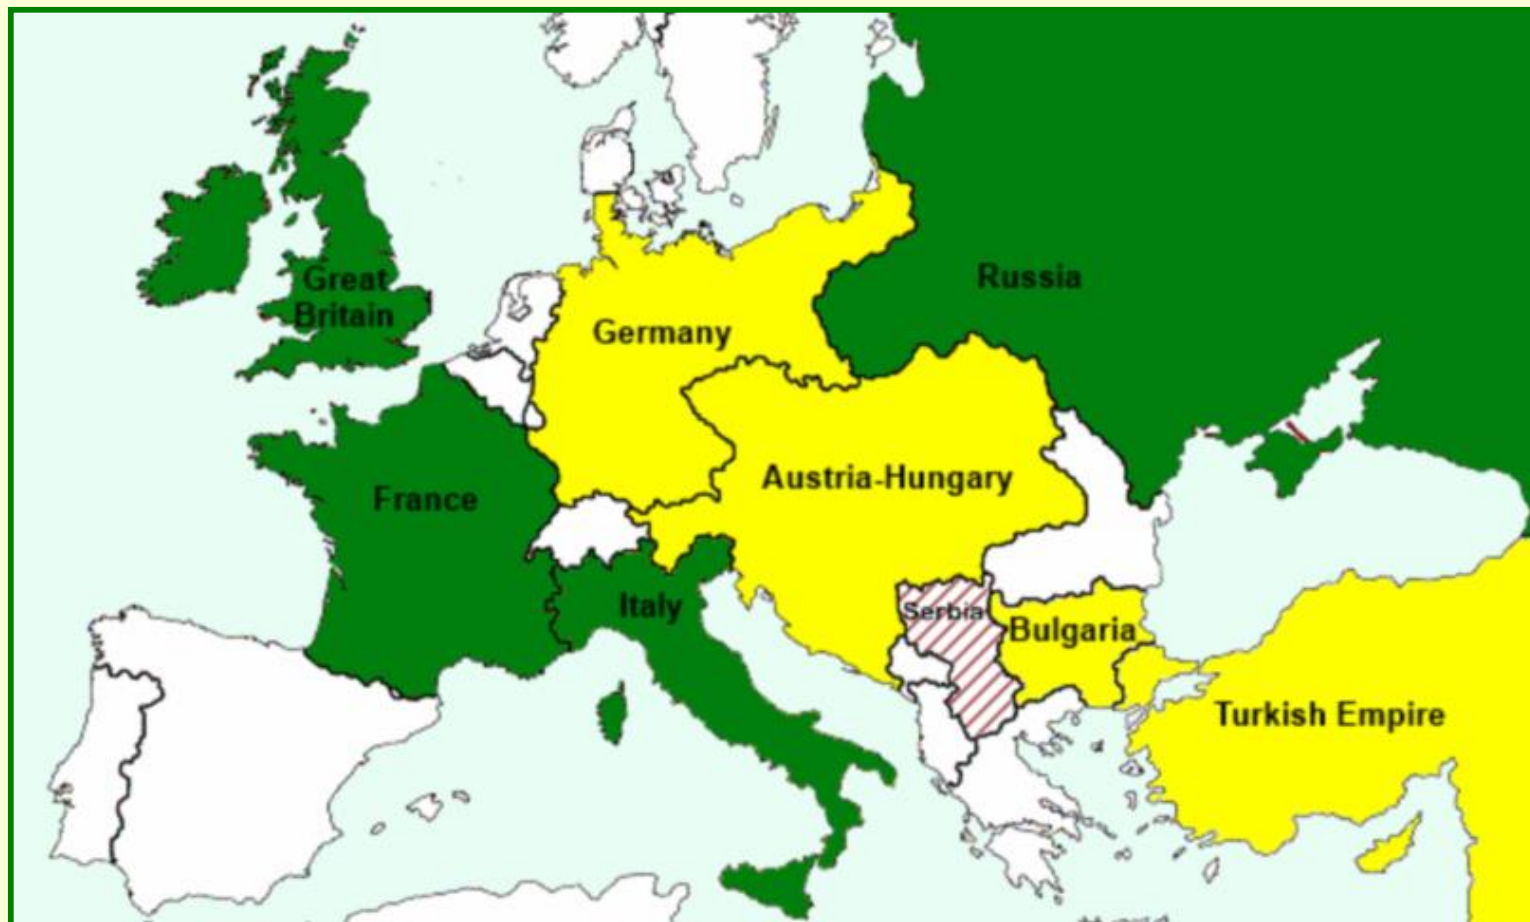 Great
Britain
Russia
Germany
Austria-Hungary
France
Italy
Serbia
Bulgaria
Turkish Empire